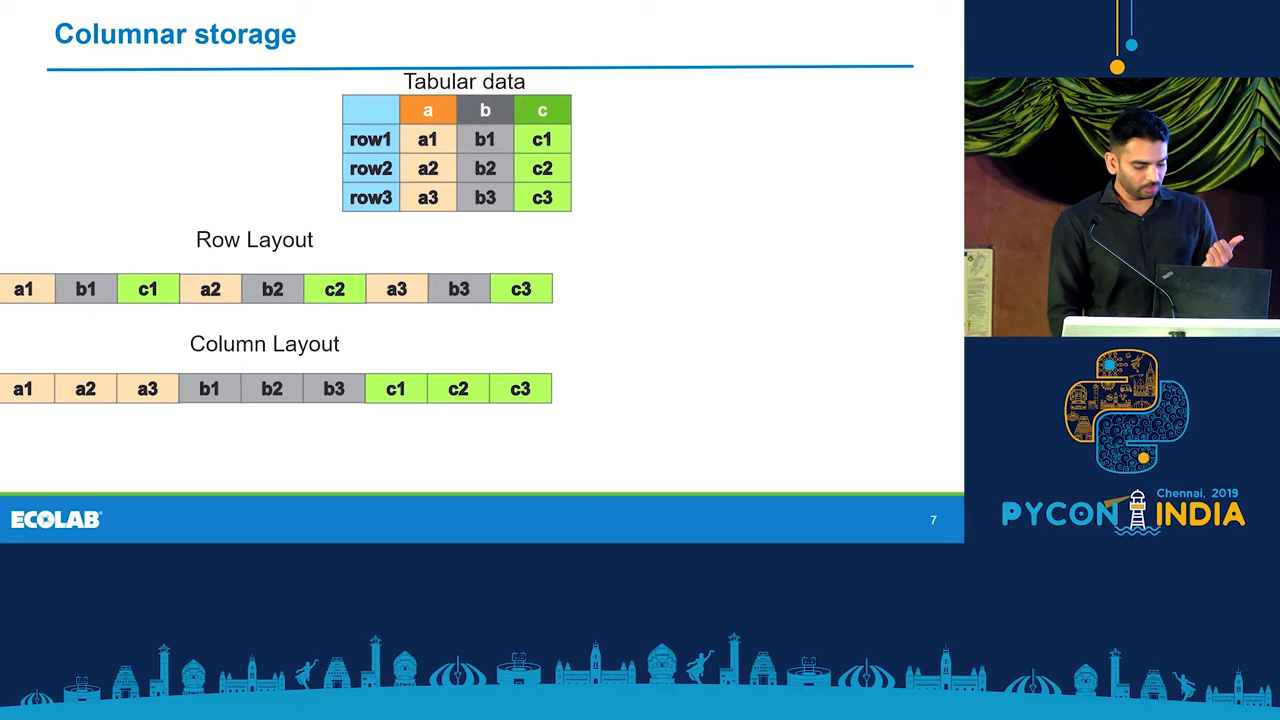 Columnar storage
Tabular data
a b c
row1 a1 b1 c1
row2 a2 b2 c2
row3 a3 b3 c3
Row Layout
a1 b1 c1 a2 b2 c2 a3 b3 c3
Column Layout
a1 a2 a3 b1 b2 b3 c1 c2 c3
ECOLAB®
7
Chennai, 2019
PYCON INDIA